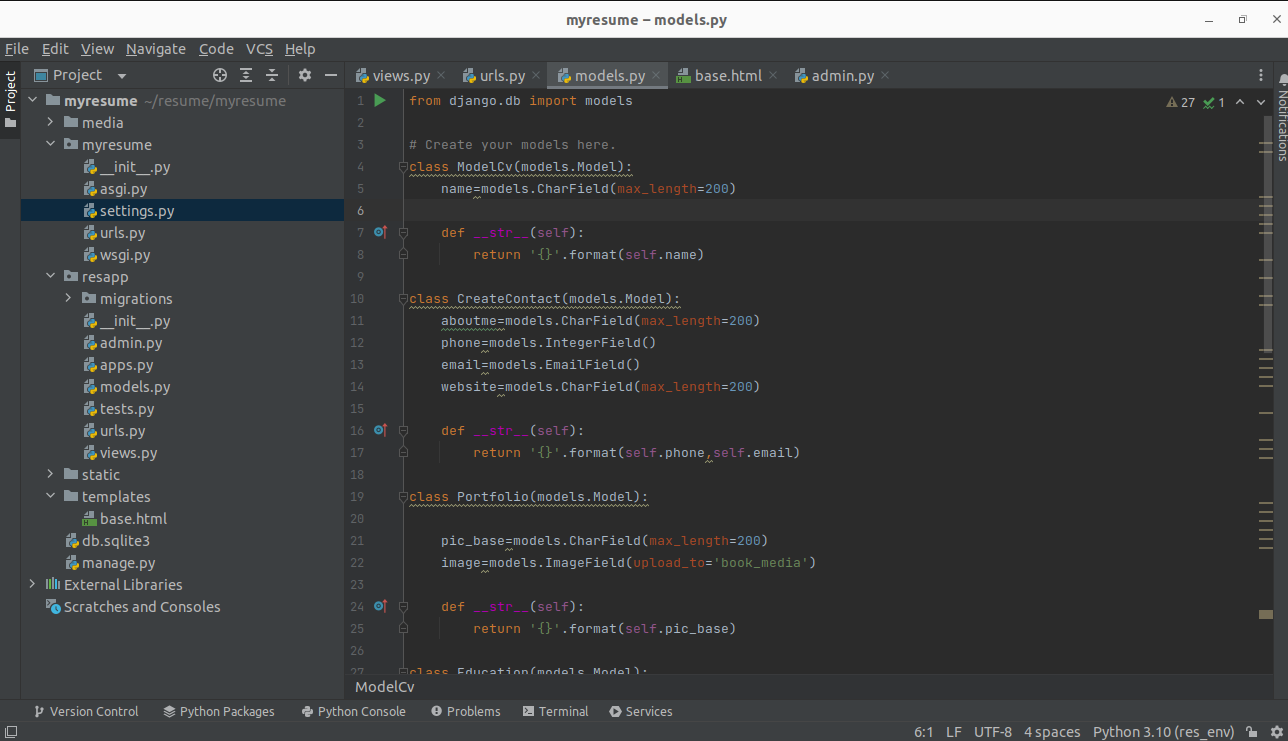 myresume – models.py
File Edit View Navigate Code VCS Help
Project
Project
views.py urls.py models.py base.html admin.py
Notifications
myresume ~/resume/myresume
media
myresume
__init__.py
asgi.py
settings.py
urls.py
wsgi.py
resapp
migrations
__init__.py
admin.py
apps.py
models.py
tests.py
urls.py
views.py
static
templates
base.html
db.sqlite3
manage.py
External Libraries
Scratches and Consoles
27 1
1 from django.db import models
2
3 # Create your models here.
4 class ModelCv(models.Model):
5     name=models.CharField(max_length=200)
6
7     def __str__(self):
8         return '{}'.format(self.name)
9
10 class CreateContact(models.Model):
11     aboutme=models.CharField(max_length=200)
12     phone=models.IntegerField()
13     email=models.EmailField()
14     website=models.CharField(max_length=200)
15
16     def __str__(self):
17         return '{}'.format(self.phone,self.email)
18
19 class Portfolio(models.Model):
20
21     pic_base=models.CharField(max_length=200)
22     image=models.ImageField(upload_to='book_media')
23
24     def __str__(self):
25         return '{}'.format(self.pic_base)
26
27 class Education(models.Model):
ModelCv
Version Control Python Packages Python Console Problems Terminal Services
6:1 LF UTF-8 4 spaces Python 3.10 (res_env)